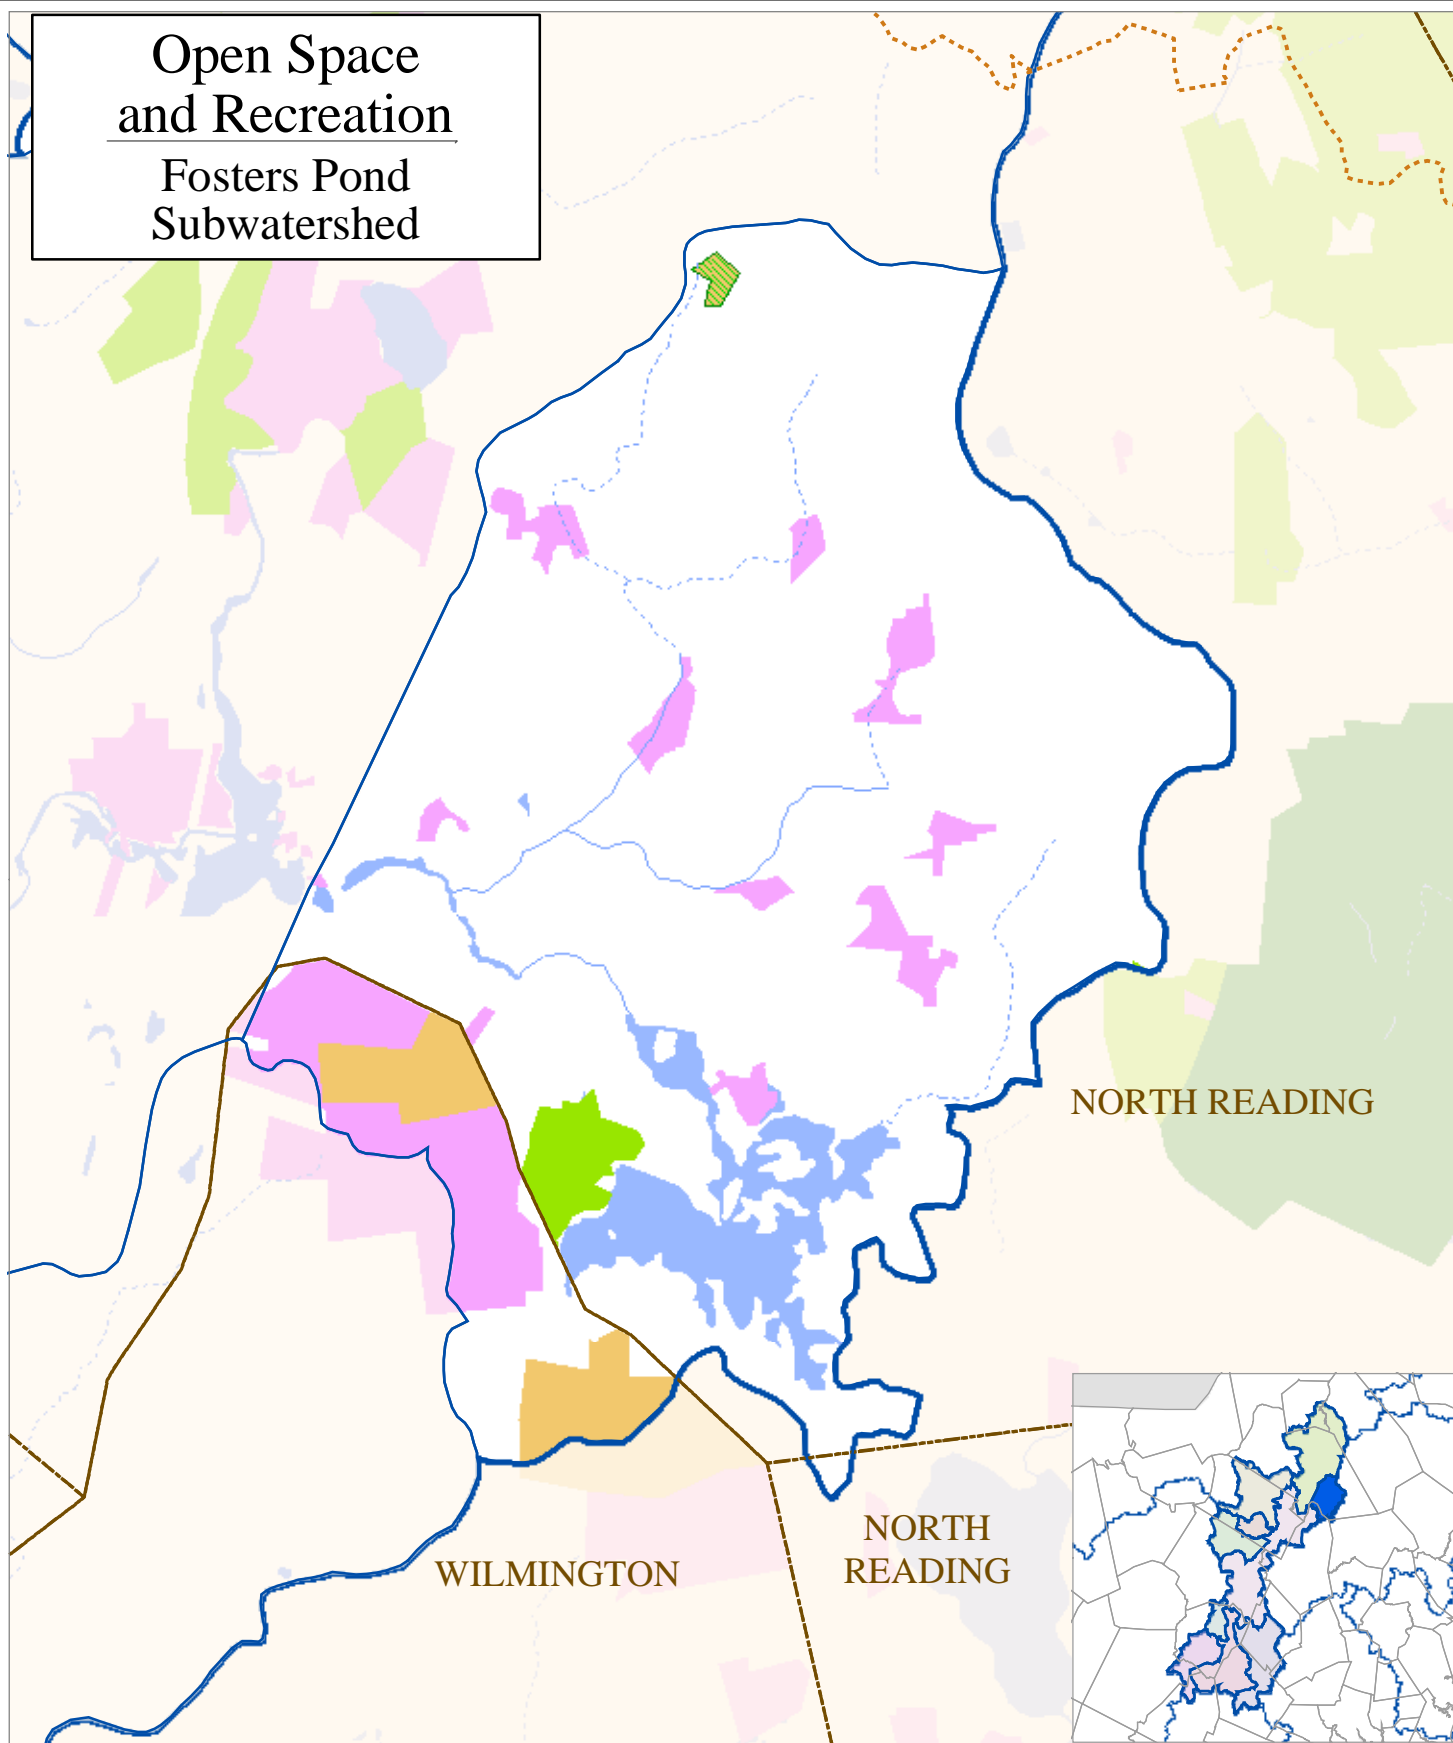 Open Space
and Recreation
Fosters Pond
Subwatershed
NORTH READING
NORTH
READING
WILMINGTON